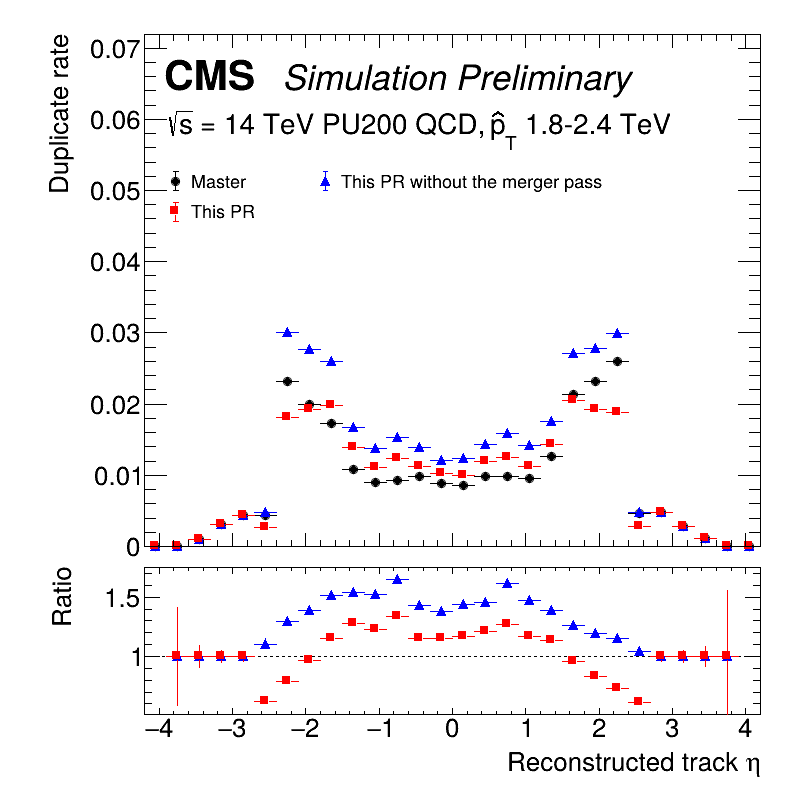 CMS Simulation Preliminary
√s = 14 TeV PU200 QCD, p̂T 1.8-2.4 TeV
Master
This PR without the merger pass
This PR
Duplicate rate
0.07
0.06
0.05
0.04
0.03
0.02
0.01
0
Ratio
1.5
1
−4 −3 −2 −1 0 1 2 3 4
Reconstructed track η